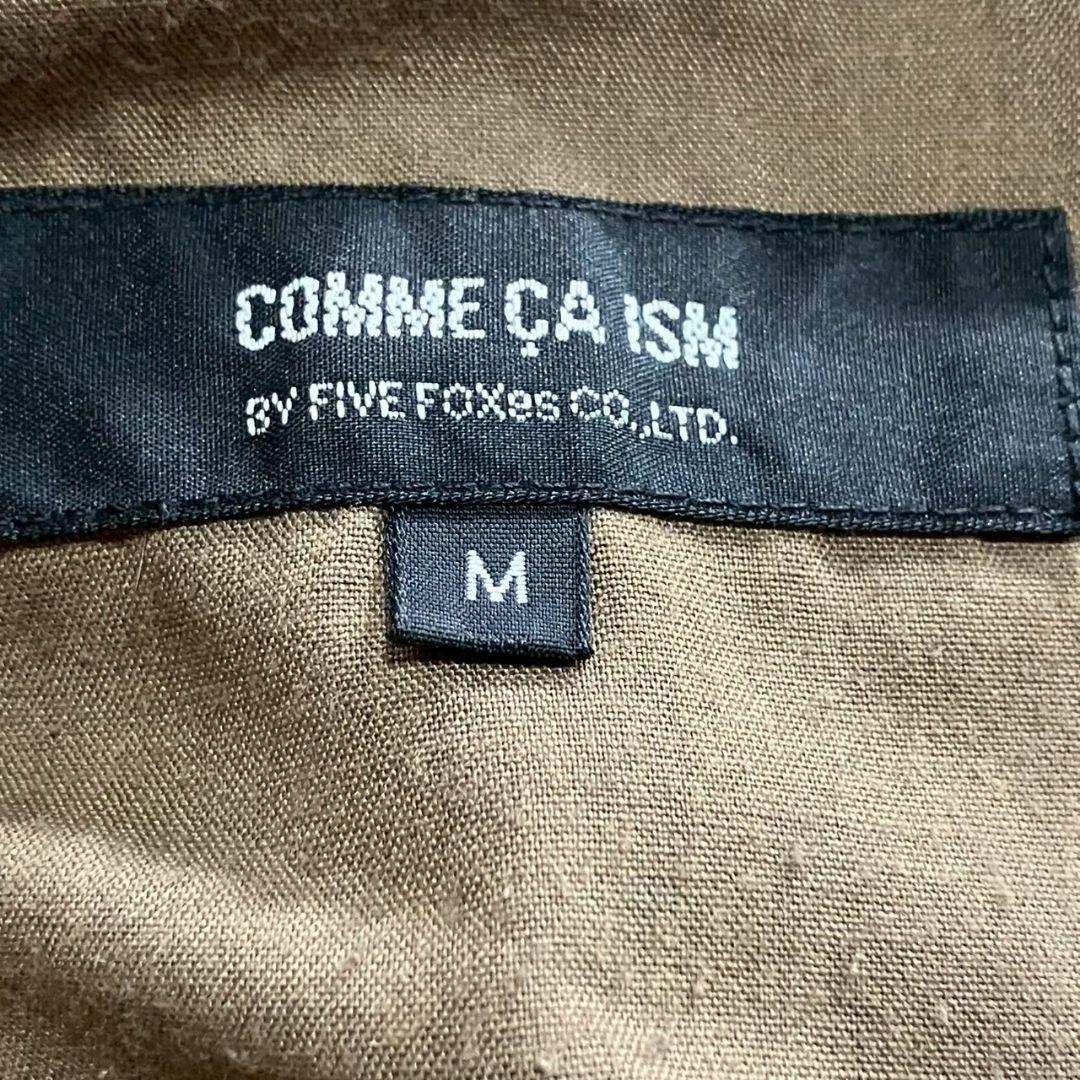 COMME ÇA ISM
BY FIVE FOXes CO.,LTD.
M